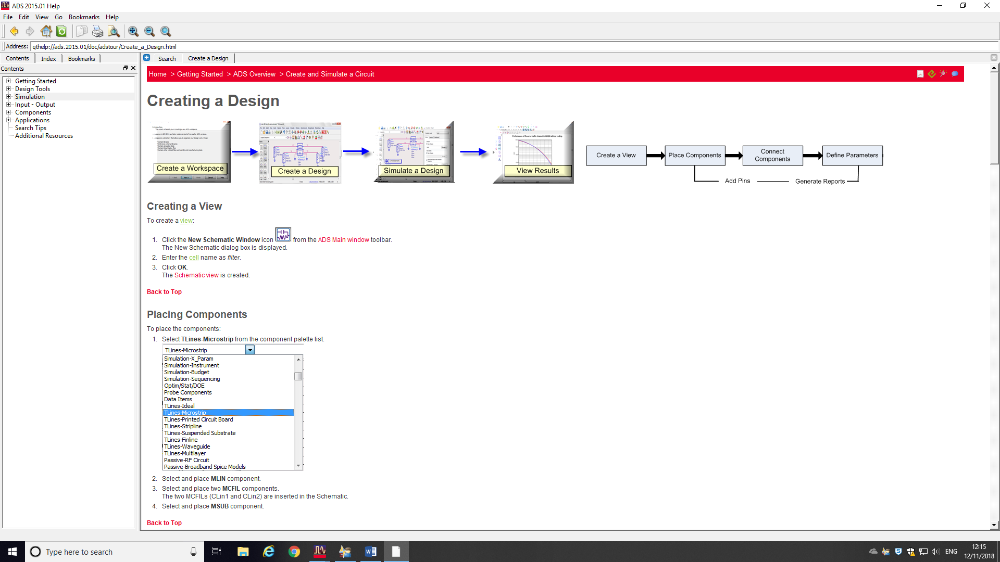 ADS 2015.01 Help
File Edit View Go Bookmarks Help
Address: qthelp://ads.2015.01/doc/adstour/Create_a_Design.html
Contents Index Bookmarks
Contents
Getting Started
Design Tools
Simulation
Input - Output
Components
Applications
Search Tips
Additional Resources
Search Create a Design
Home > Getting Started > ADS Overview > Create and Simulate a Circuit
Creating a Design
Create a Workspace
Create a Design
Simulate a Design
View Results
Create a View
Place Components
Connect
Components
Define Parameters
Add Pins
Generate Reports
Creating a View
To create a view:
1. Click the New Schematic Window icon from the ADS Main window toolbar.
The New Schematic dialog box is displayed.
2. Enter the cell name as filter.
3. Click OK.
The Schematic view is created.
Back to Top
Placing Components
To place the components:
1. Select TLines-Microstrip from the component palette list.
TLines-Microstrip
Simulation-X_Param
Simulation-Instrument
Simulation-Budget
Simulation-Sequencing
Optim/Stat/DOE
Probe Components
Data Items
TLines-Ideal
TLines-Microstrip
TLines-Printed Circuit Board
TLines-Stripline
TLines-Suspended Substrate
TLines-Finline
TLines-Waveguide
TLines-Multilayer
Passive-RF Circuit
Passive-Broadband Spice Models
2. Select and place MLIN component.
3. Select and place two MCFIL components.
The two MCFILs (CLin1 and CLin2) are inserted in the Schematic.
4. Select and place MSUB component.
Back to Top
Type here to search
ENG
12:15
12/11/2018